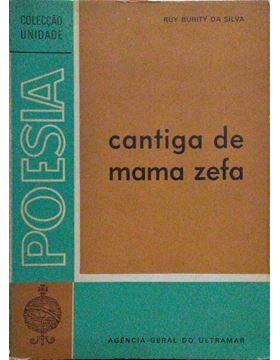 COLECÇÃO
UNIDADE
RUY BURITY DA SILVA
POESIA
cantiga de
mama zefa
AGÊNCIA-GERAL DO ULTRAMAR